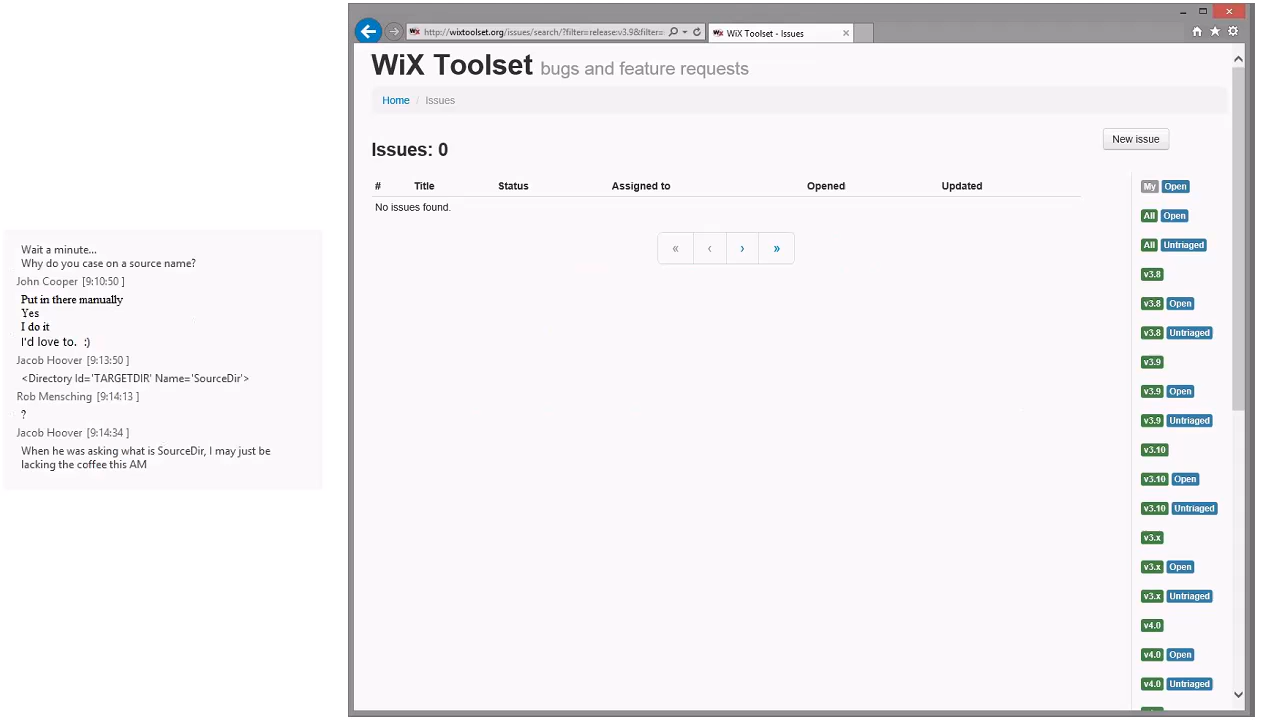 Wait a minute...
Why do you case on a source name?
John Cooper [9:10:50 ]
Put in there manually
Yes
I do it
I'd love to. :)
Jacob Hoover [9:13:50 ]
<Directory Id='TARGETDIR' Name='SourceDir'>
Rob Mensching [9:14:13 ]
?
Jacob Hoover [9:14:34 ]
When he was asking what is SourceDir, I may just be
lacking the coffee this AM
http://wixtoolset.org/issues/search/?filter=release:v3.9&filter=
WiX Toolset - Issues
WiX Toolset bugs and feature requests
Home / Issues
New issue
Issues: 0
# Title Status Assigned to Opened Updated
No issues found.
« ‹ › »
My Open
All Open
All Untriaged
v3.8
v3.8 Open
v3.8 Untriaged
v3.9
v3.9 Open
v3.9 Untriaged
v3.10
v3.10 Open
v3.10 Untriaged
v3.x
v3.x Open
v3.x Untriaged
v4.0
v4.0 Open
v4.0 Untriaged